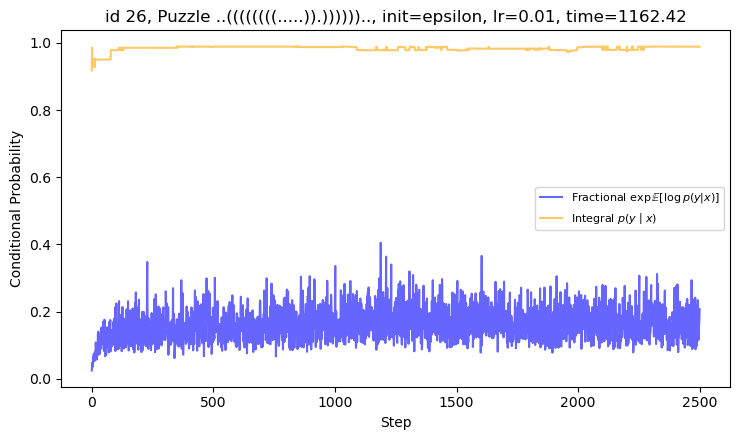 id 26, Puzzle ..((((((((.....)).)))))).., init=epsilon, lr=0.01, time=1162.42
Conditional Probability
1.0
0.8
0.6
0.4
0.2
0.0
Fractional exp𝔼[log p(y|x)]
Integral p(y | x)
0
500
1000
1500
2000
2500
Step